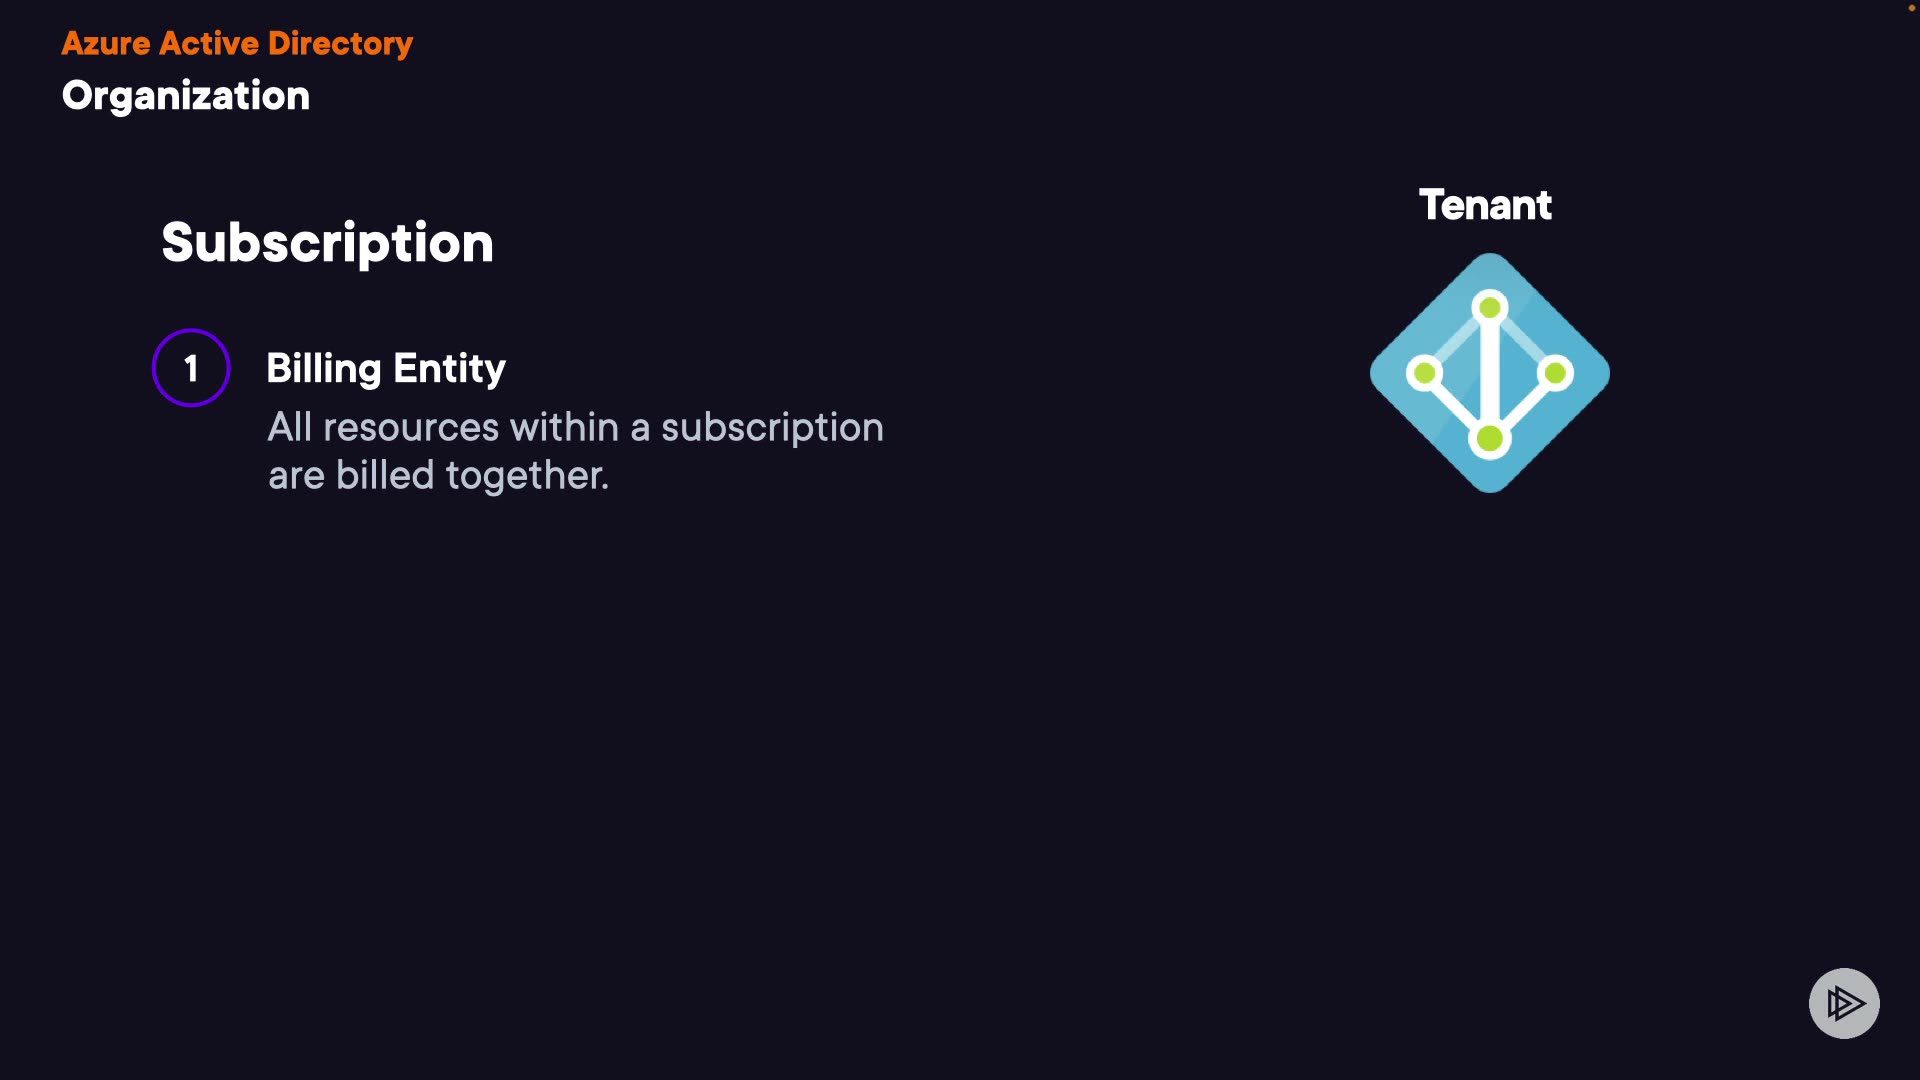 Azure Active Directory
Organization
Subscription
1
Billing Entity
All resources within a subscription
are billed together.
Tenant